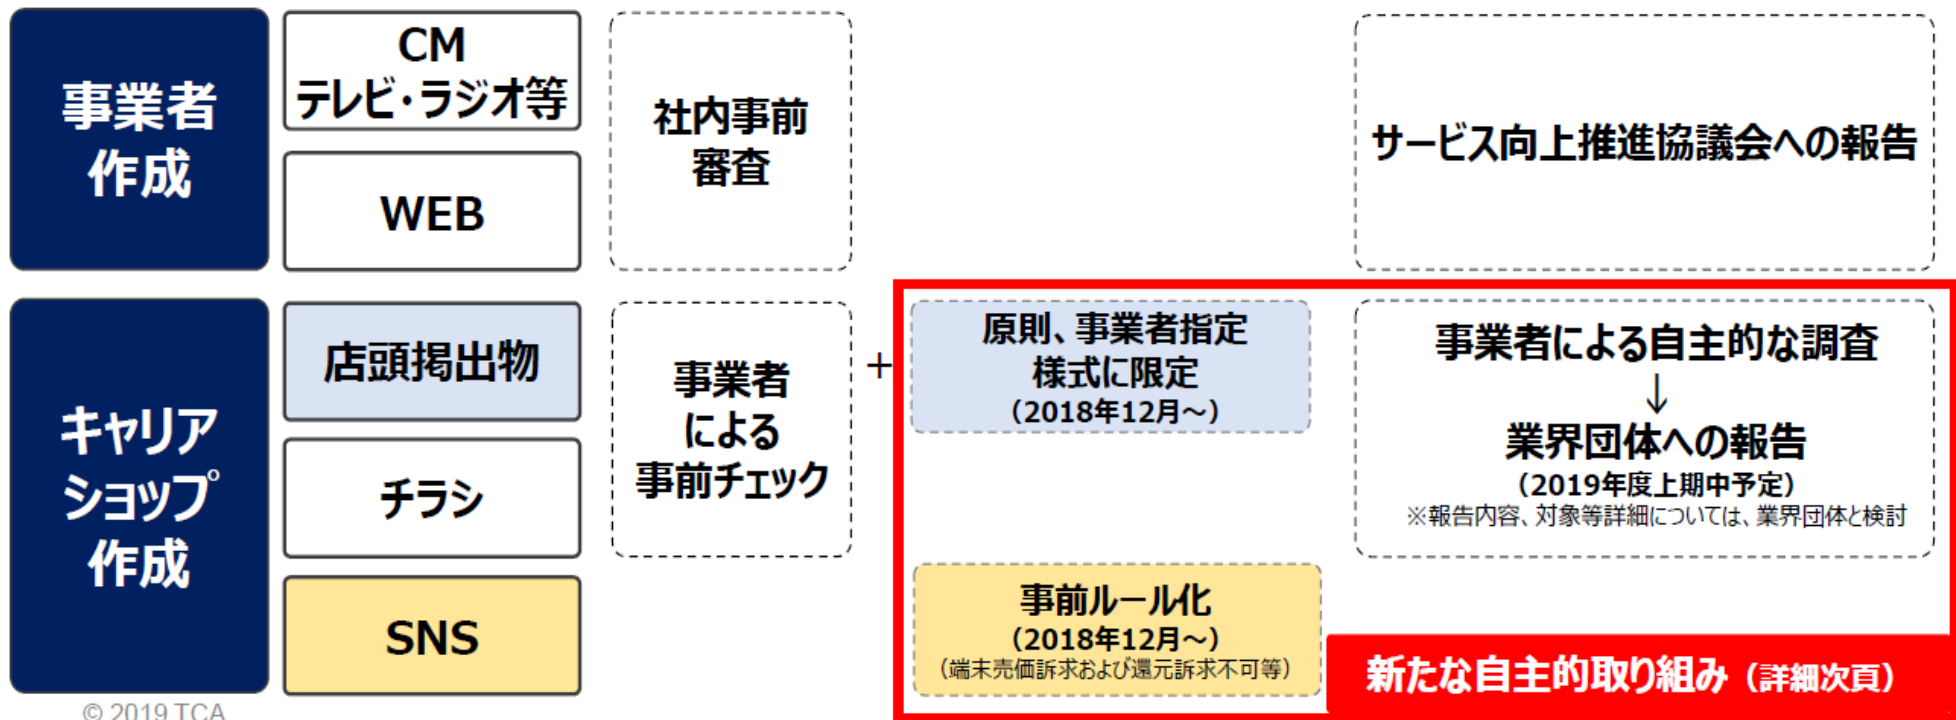 事業者
作成
CM
テレビ・ラジオ等
WEB
社内事前
審査
サービス向上推進協議会への報告
キャリア
ショップ
作成
店頭掲出物
チラシ
SNS
事業者
による
事前チェック
+
原則、事業者指定
様式に限定
（2018年12月～）
事前ルール化
（2018年12月～）
（端末売価訴求および還元訴求不可等）
事業者による自主的な調査
↓
業界団体への報告
（2019年度上期中予定）
※報告内容、対象等詳細については、業界団体と検討
新たな自主的取り組み（詳細次頁）
© 2019 TCA